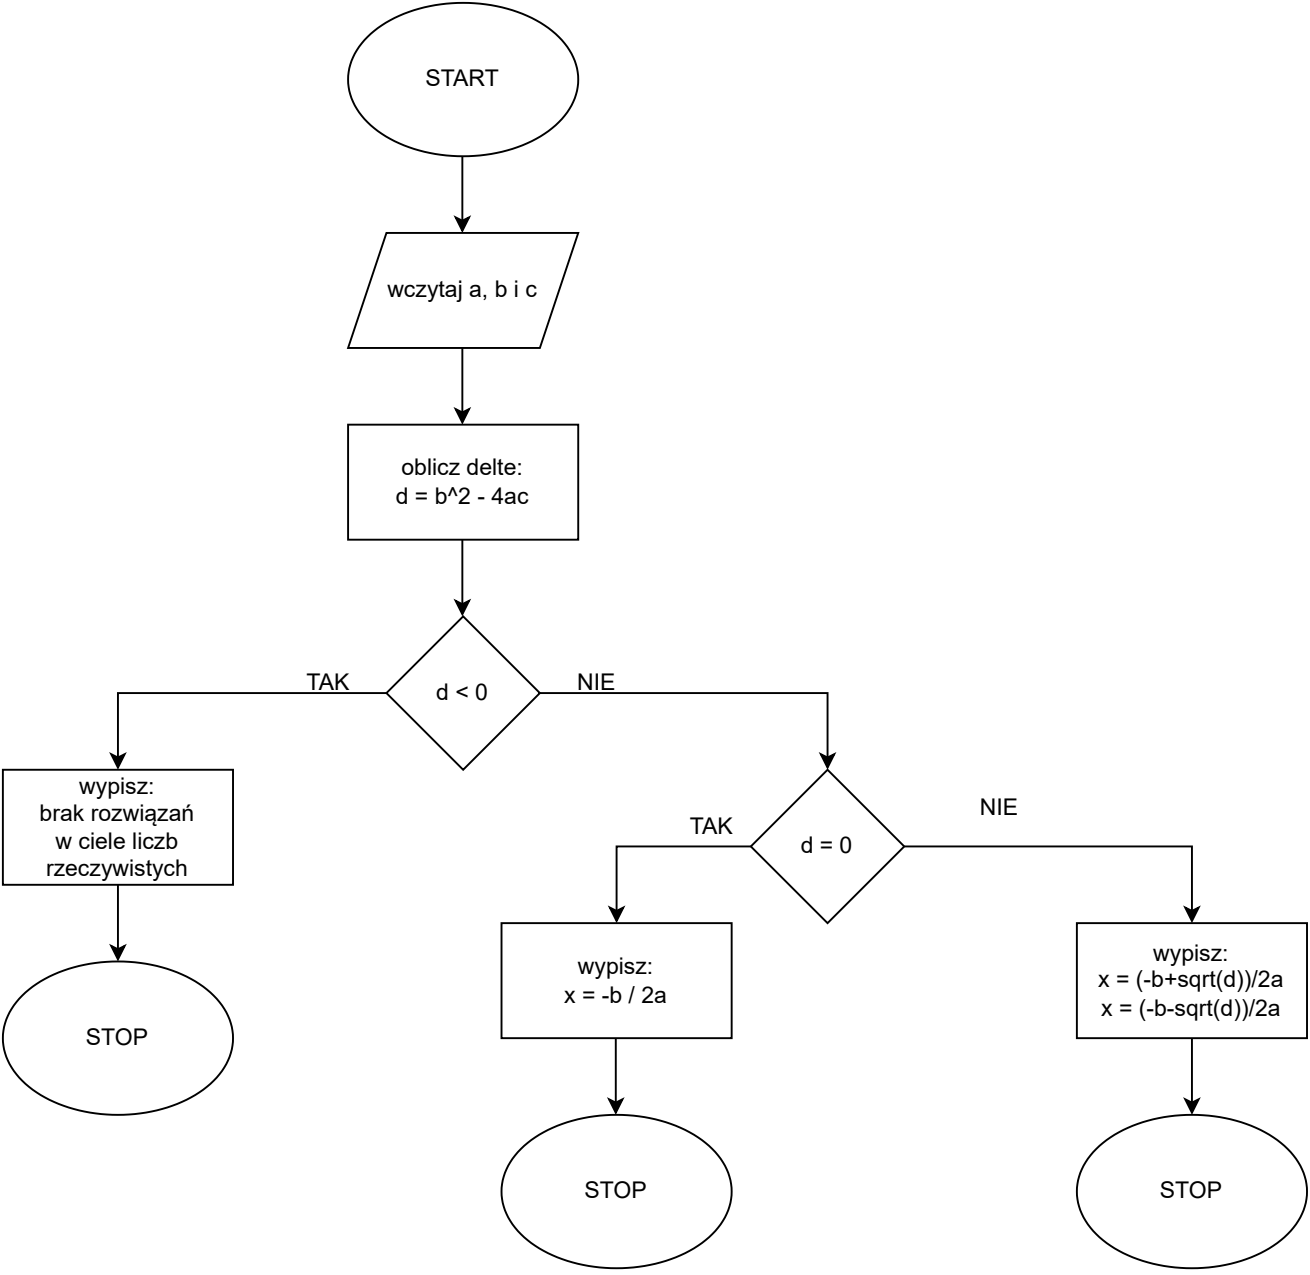 START
wczytaj a, b i c
oblicz delte:
d = b^2 - 4ac
TAK
d < 0
NIE
wypisz:
brak rozwiązań
w ciele liczb
rzeczywistych
STOP
TAK
d = 0
NIE
wypisz:
x = -b / 2a
STOP
wypisz:
x = (-b+sqrt(d))/2a
x = (-b-sqrt(d))/2a
STOP